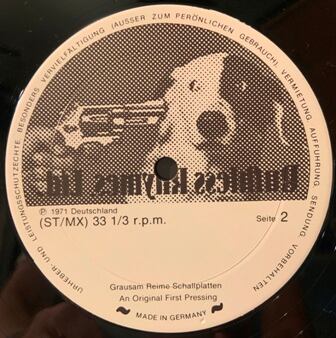 URHEBER- UND LEISTUNGSSCHUTZRECHTE BESONDERS VERVIELFÄLTIGUNG (AUSSER ZUM PERSÖNLICHEN GEBRAUCH) VERMIETUNG AUFFÜHRUNG SENDUNG VORBEHALTEN
Ruthless Rhymes Ltd.
℗ 1971 Deutschland
(ST/MX) 33 1/3 r.p.m.
Seite 2
Grausam Reime Schallplatten
An Original First Pressing
MADE IN GERMANY